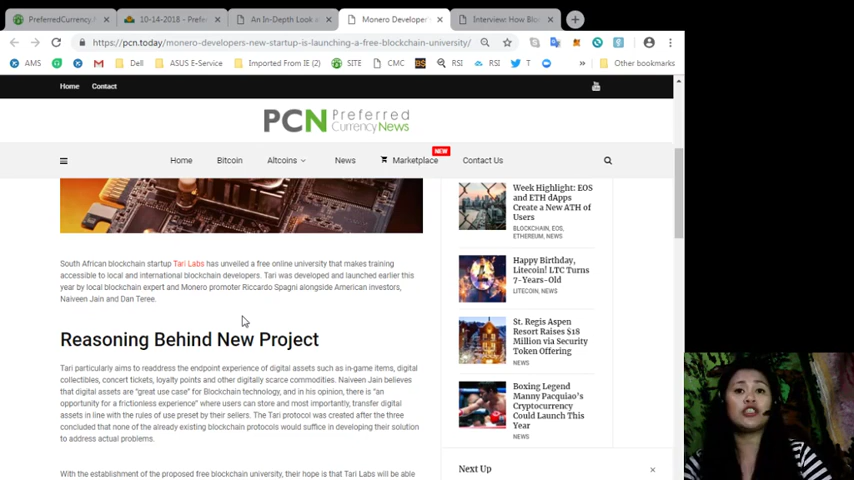 PreferredCurrency
10-14-2018 - Prefer
An In-Depth Look a
Monero Developer's
Interview: How Blo
https://pcn.today/monero-developers-new-startup-is-launching-a-free-blockchain-university/
AMS
Dell
ASUS E-Service
Imported From IE (2)
SITE
CMC
RSI
RSI
T
Other bookmarks
Home
Contact
PCN Preferred
Currency News
NEW
Home
Bitcoin
Altcoins
News
Marketplace
Contact Us
South African blockchain startup Tari Labs has unveiled a free online university that makes training
accessible to local and international blockchain developers. Tari was developed and launched earlier this
year by local blockchain expert and Monero promoter Riccardo Spagni alongside American investors,
Naveen Jain and Dan Teree.
Reasoning Behind New Project
Tari particularly aims to readdress the endpoint experience of digital assets such as in-game items, digital
collectibles, concert tickets, loyalty points and other digitally scarce commodities. Naveen Jain believes
that digital assets are “great use case” for Blockchain technology, and in his opinion, there is “an
opportunity for a frictionless experience” where users can store and most importantly, transfer digital
assets in line with the rules of use preset by their sellers. The Tari protocol was created after the three
concluded that none of the already existing blockchain protocols would suffice in developing their solution
to address actual problems.
With the establishment of the proposed free blockchain university, their hope is that Tari Labs will be able
Week Highlight: EOS
and ETH dApps
Create a New ATH of
Users
BLOCKCHAIN, EOS,
ETHEREUM, NEWS
Happy Birthday,
Litecoin! LTC Turns
7-Years-Old
LITECOIN, NEWS
St. Regis Aspen
Resort Raises $18
Million via Security
Token Offering
NEWS
Boxing Legend
Manny Pacquiao's
Cryptocurrency
Could Launch This
Year
NEWS
Next Up